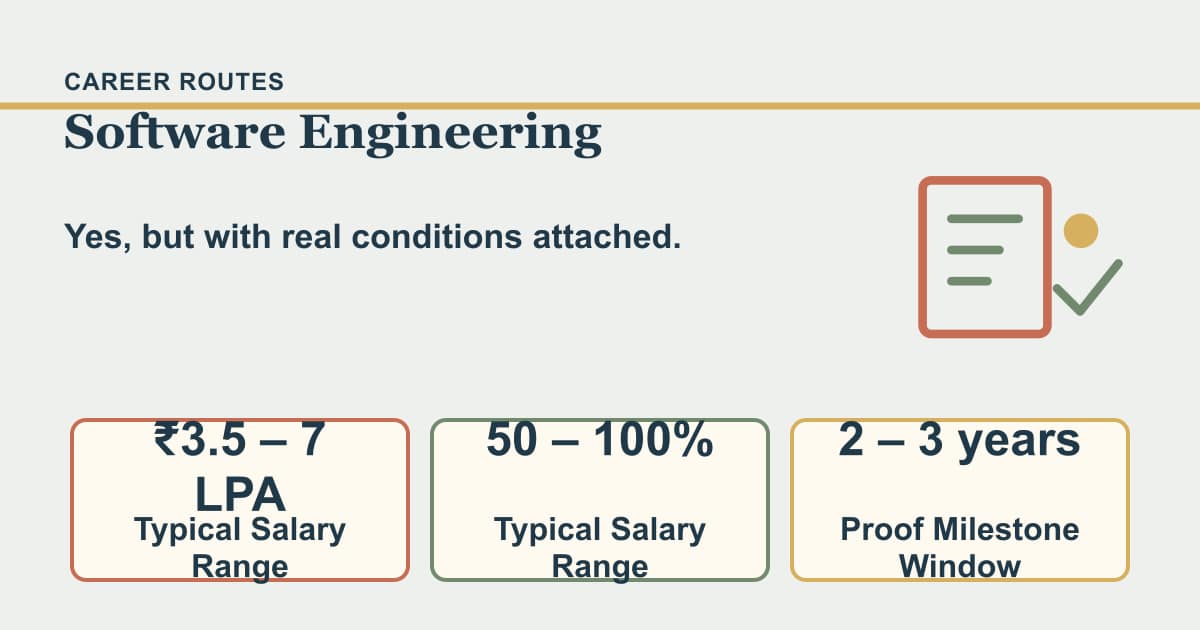 CAREER ROUTES
Software Engineering
Yes, but with real conditions attached.
₹3.5 – 7
LPA
Typical Salary
Range
50 – 100%
Typical Salary
Range
2 – 3 years
Proof Milestone
Window